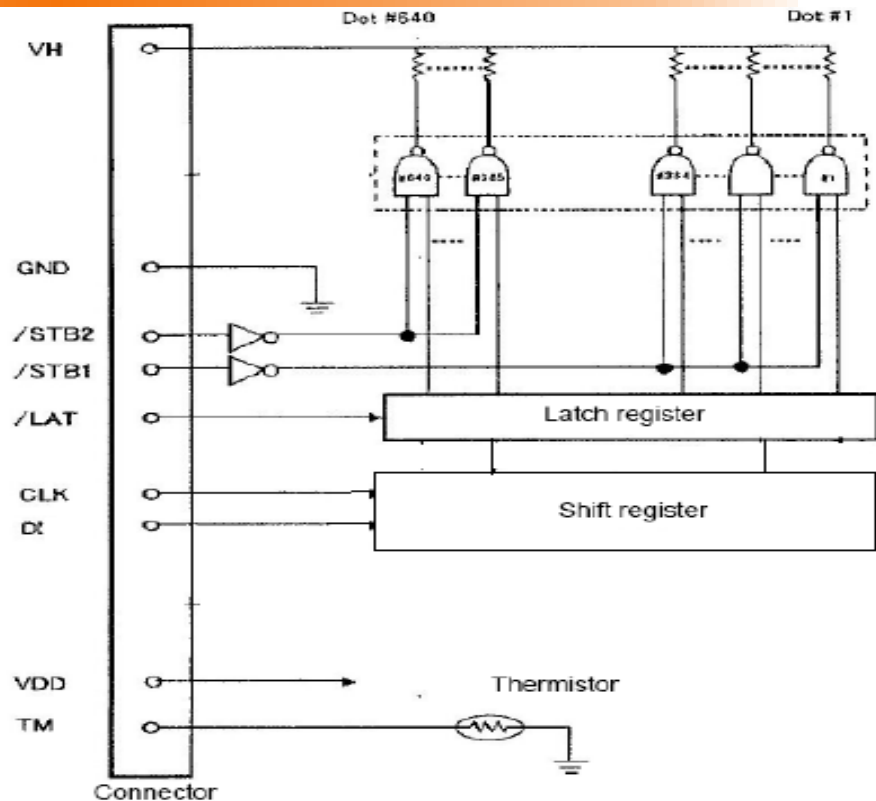 Dot #640 Dot #1
VH
#640 #385 #384 #1
GND
/STB2
/STB1
/LAT
Latch register
CLK
DI
Shift register
VDD
Thermistor
TM
Connector